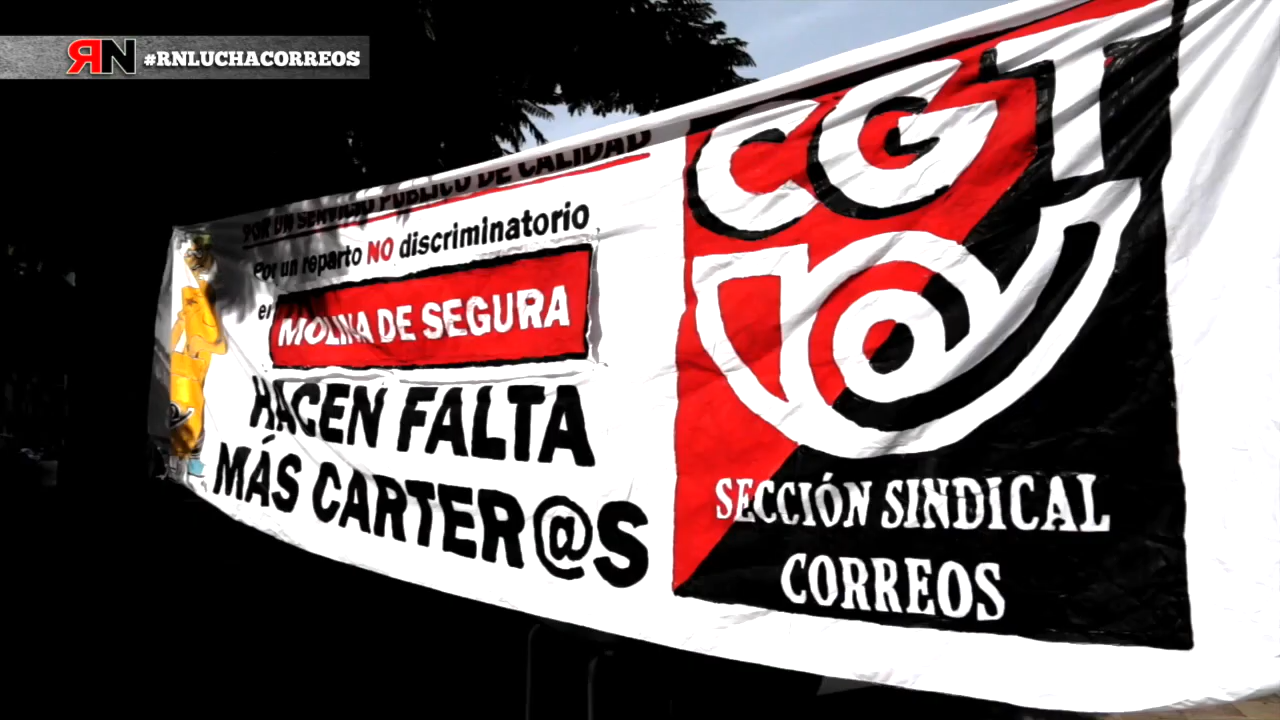 RN #RNLUCHACORREOS
POR UN SERVICIO PÚBLICO DE CALIDAD
Por un reparto NO discriminatorio
en MOLINA DE SEGURA
HACEN FALTA
MÁS CARTER@S
CGT
SECCIÓN SINDICAL
CORREOS